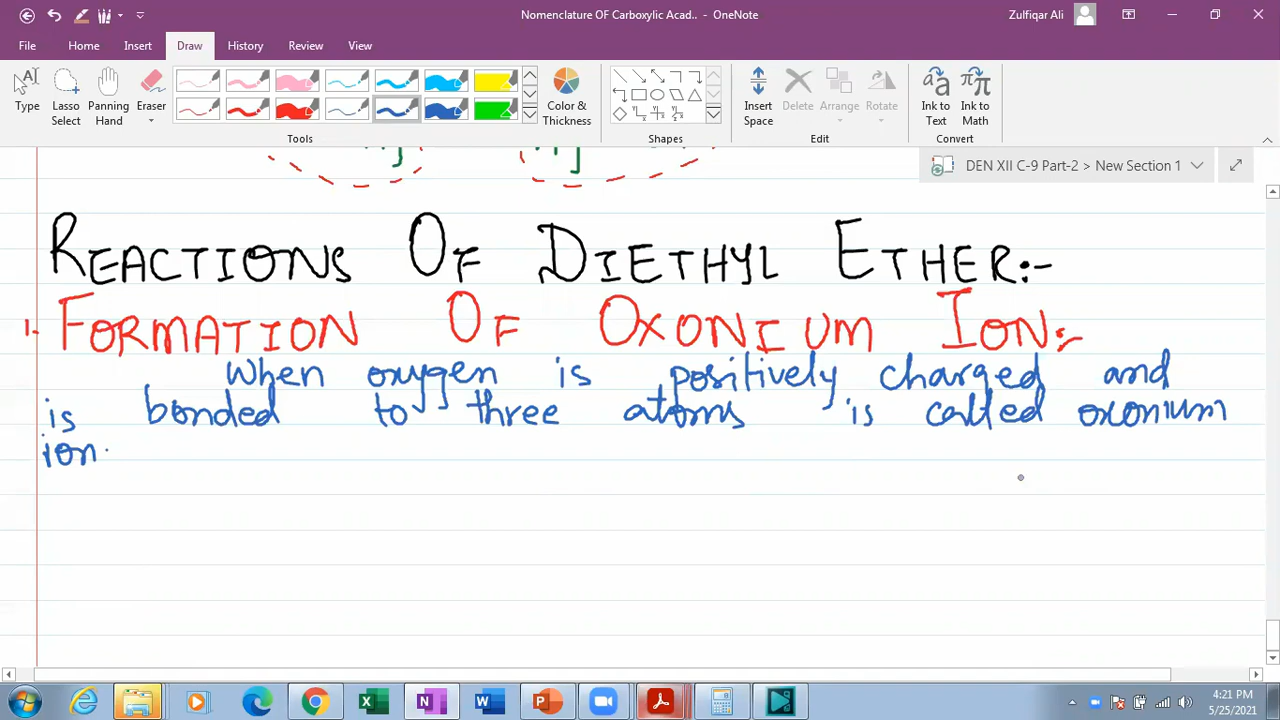 Nomenclature OF Carboxylic Acad.. - OneNote
Zulfiqar Ali
File Home Insert Draw History Review View
Type Lasso Select Panning Hand Eraser Color & Thickness Insert Space Delete Arrange Rotate Ink to Text Ink to Math
Tools Shapes Edit Convert
DEN XII C-9 Part-2 > New Section 1
REACTIONS OF DIETHYL ETHER:-
1. FORMATION OF OXONIUM ION:-
When oxygen is positively charged and
is bonded to three atoms is called oxonium
ion.
4:21 PM
5/25/2021